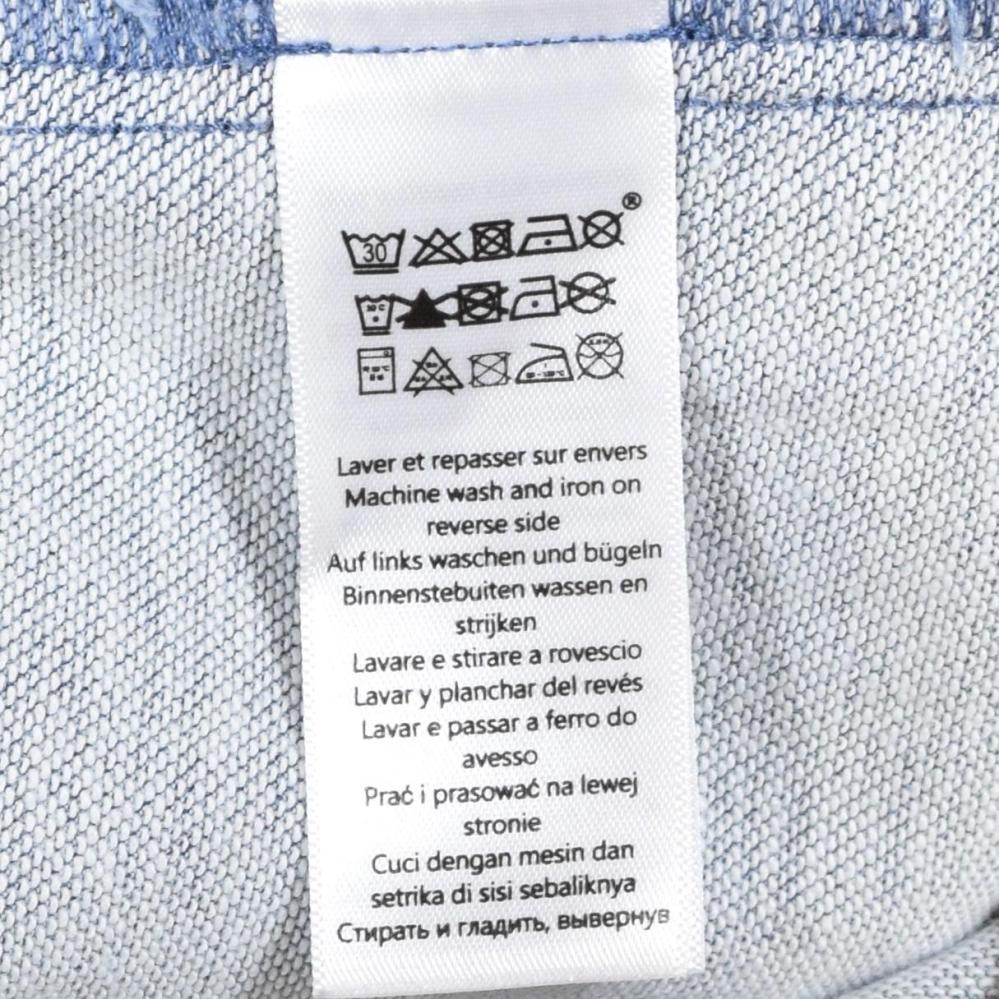 30
®
Laver et repasser sur envers
Machine wash and iron on
reverse side
Auf links waschen und bügeln
Binnenstebuiten wassen en
strijken
Lavare e stirare a rovescio
Lavar y planchar del revés
Lavar e passar a ferro do
avesso
Prać i prasować na lewej
stronie
Cuci dengan mesin dan
setrika di sisi sebaliknya
Стирать и гладить, вывернув